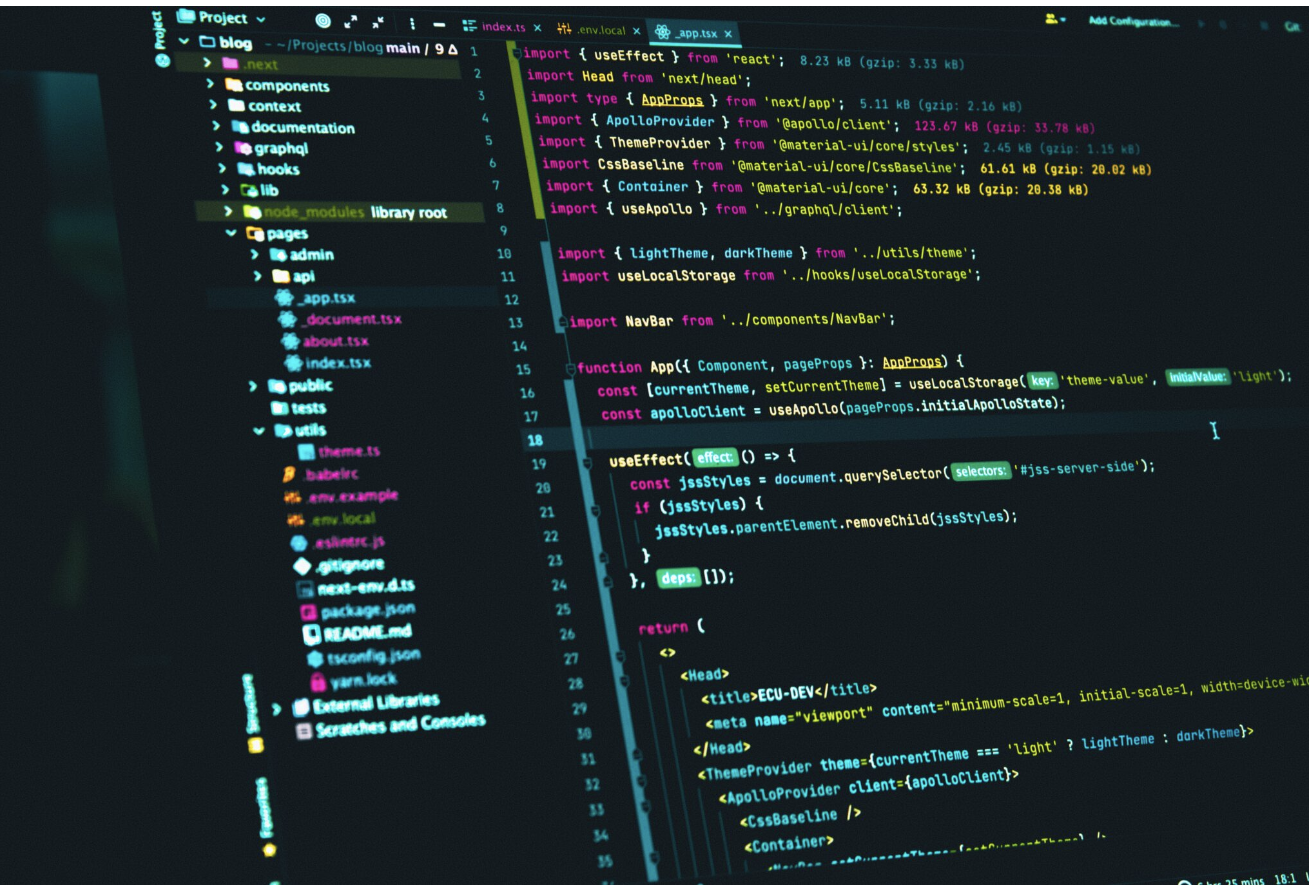 Project
Project
index.ts
.env.local
_app.tsx
Add Configuration...
Git
blog ~/Projects/blog main / 9 Δ
.next
components
context
documentation
graphql
hooks
lib
node_modules library root
pages
admin
api
_app.tsx
_document.tsx
about.tsx
index.tsx
public
tests
utils
theme.ts
.babelrc
.env.example
.env.local
.eslintrc.js
.gitignore
next-env.d.ts
package.json
README.md
tsconfig.json
yarn.lock
External Libraries
Scratches and Consoles
Structure
Favorites
1 import { useEffect } from 'react'; 8.23 kB (gzip: 3.33 kB)
2 import Head from 'next/head';
3 import type { AppProps } from 'next/app'; 5.11 kB (gzip: 2.16 kB)
4 import { ApolloProvider } from '@apollo/client'; 123.67 kB (gzip: 33.78 kB)
5 import { ThemeProvider } from '@material-ui/core/styles'; 2.45 kB (gzip: 1.15 kB)
6 import CssBaseline from '@material-ui/core/CssBaseline'; 61.61 kB (gzip: 20.02 kB)
7 import { Container } from '@material-ui/core'; 63.32 kB (gzip: 20.38 kB)
8 import { useApollo } from '../graphql/client';
9
10 import { lightTheme, darkTheme } from '../utils/theme';
11 import useLocalStorage from '../hooks/useLocalStorage';
12
13 import NavBar from '../components/NavBar';
14
15 function App({ Component, pageProps }: AppProps) {
16 const [currentTheme, setCurrentTheme] = useLocalStorage( key: 'theme-value', initialValue: 'light');
17 const apolloClient = useApollo(pageProps.initialApolloState);
18
19 useEffect( effect: () => {
20 const jssStyles = document.querySelector( selectors: '#jss-server-side');
21 if (jssStyles) {
22 jssStyles.parentElement.removeChild(jssStyles);
23 }
24 }, deps: []);
25
26 return (
27 <>
28 <Head>
29 <title>ECU-DEV</title>
30 <meta name="viewport" content="minimum-scale=1, initial-scale=1, width=device-wid
31 </Head>
32 <ThemeProvider theme={currentTheme === 'light' ? lightTheme : darkTheme}>
33 <ApolloProvider client={apolloClient}>
34 <CssBaseline />
35 <Container>
25 mins 18:1